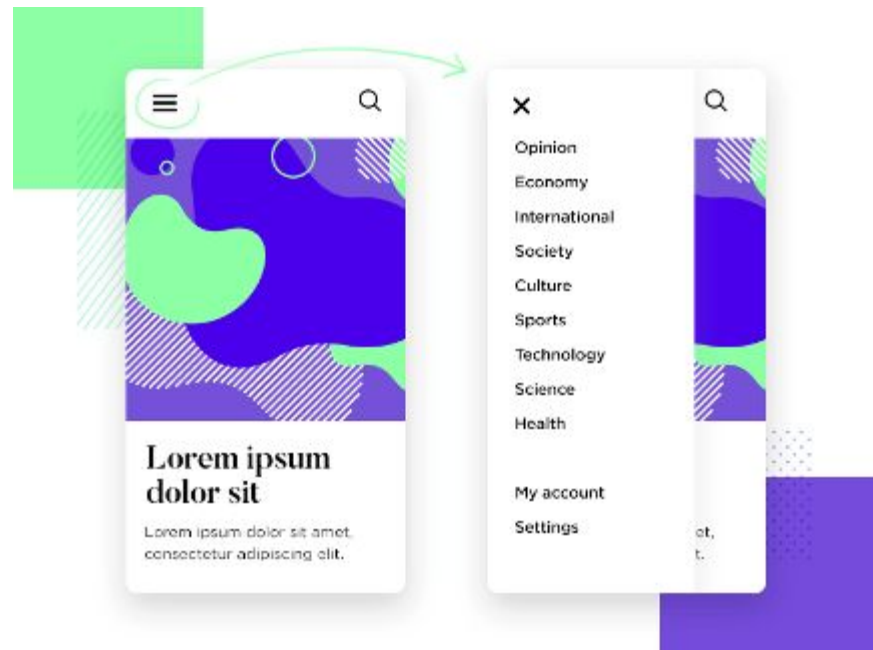 Lorem ipsum
dolor sit
Lorem ipsum dolor sit amet,
consectetur adipiscing elit.
Opinion
Economy
International
Society
Culture
Sports
Technology
Science
Health
My account
Settings
et,
t.